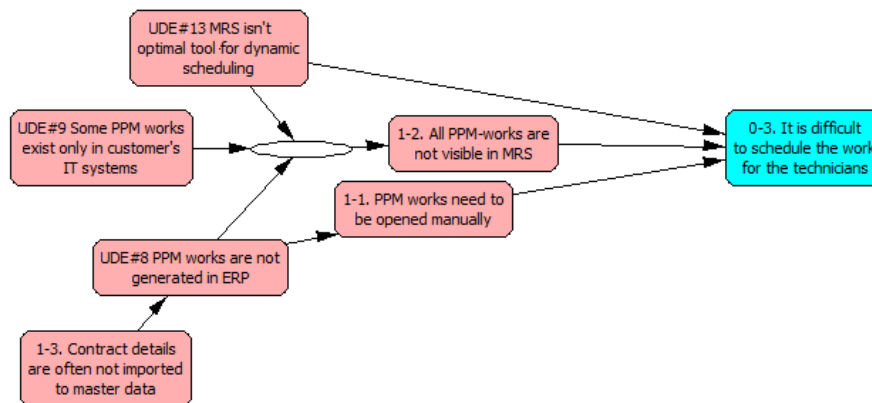 UDE#13 MRS isn't
optimal tool for dynamic
scheduling
UDE#9 Some PPM works
exist only in customer's
IT systems
1-2. All PPM-works are
not visible in MRS
0-3. It is difficult
to schedule the work
for the technicians
1-1. PPM works need to
be opened manually
UDE#8 PPM works are not
generated in ERP
1-3. Contract details
are often not imported
to master data